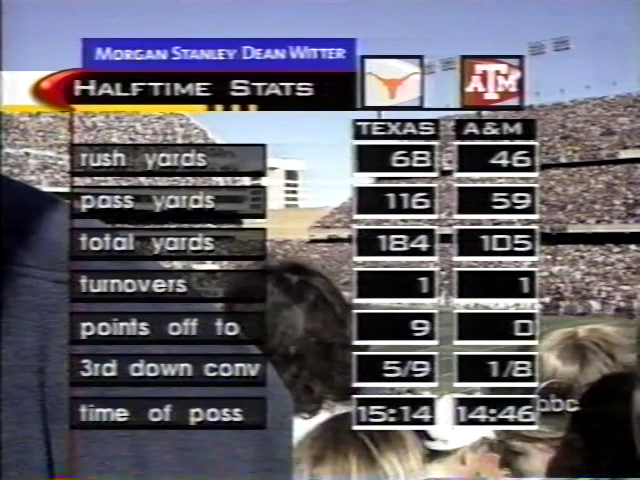 MORGAN STANLEY DEAN WITTER
HALFTIME STATS
ATM
TEXAS A&M
rush yards 68 46
pass yards 116 59
total yards 184 105
turnovers 1 1
points off to 9 0
3rd down conv 5/9 1/8
time of poss 15:14 14:46
abc